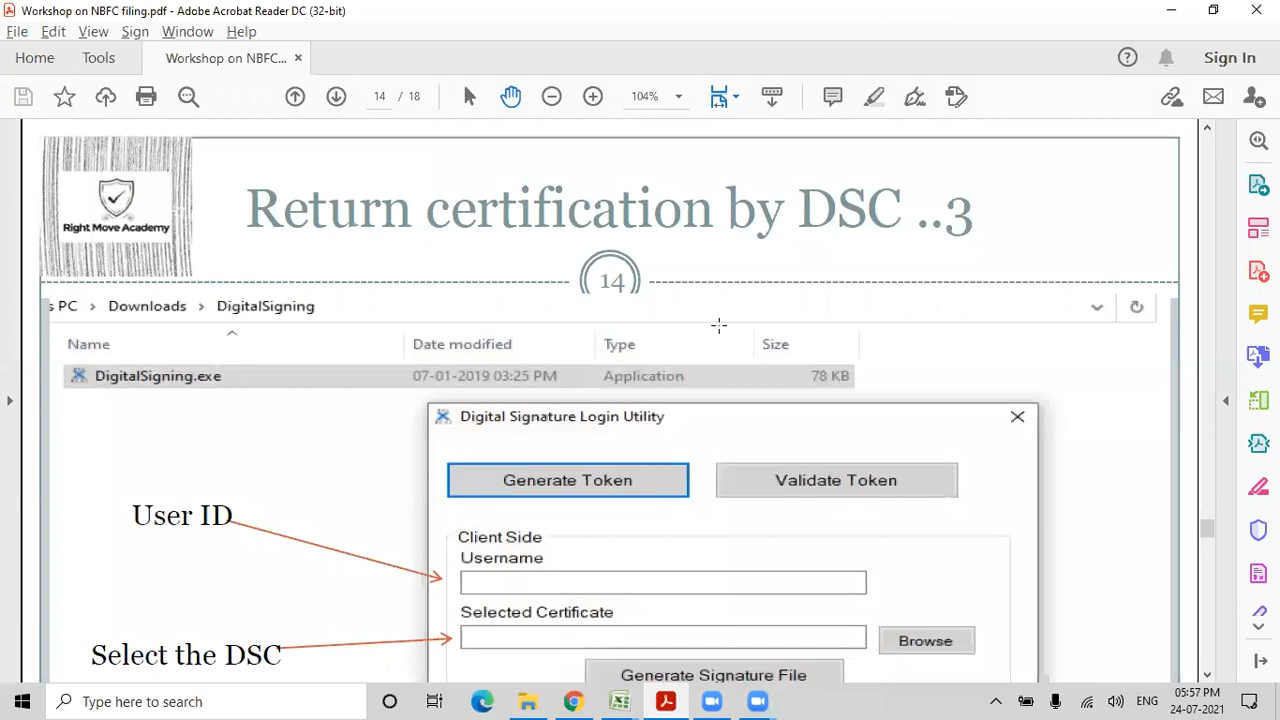 Workshop on NBFC filing.pdf - Adobe Acrobat Reader DC (32-bit)
File Edit View Sign Window Help
Home Tools Workshop on NBFC... × Sign In
14 / 18 104%
Right Move Academy
Return certification by DSC ..3
14
s PC > Downloads > DigitalSigning
Name Date modified Type Size
DigitalSigning.exe 07-01-2019 03:25 PM Application 78 KB
Digital Signature Login Utility
Generate Token Validate Token
Client Side
User ID
Username
Selected Certificate
Select the DSC
Browse
Generate Signature File
Type here to search
ENG
05:57 PM
24-07-2021